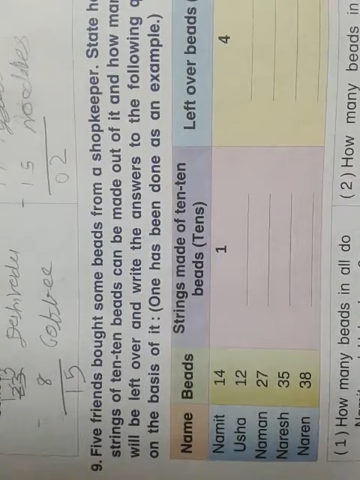 15 noodles
02
23 Dahivada
- 8 Coffee
15
9. Five friends bought some beads from a shopkeeper. State
strings of ten-ten beads can be made out of it and how
will be left over and write the answers to the following
on the basis of it : (One has been done as an example.)
Name Beads Strings made of ten-ten beads (Tens) Left over beads
Namit 14 1 4
Usha 12
Naman 27
Naresh 35
Naren 38
(1) How many beads in all do
(2) How many beads in